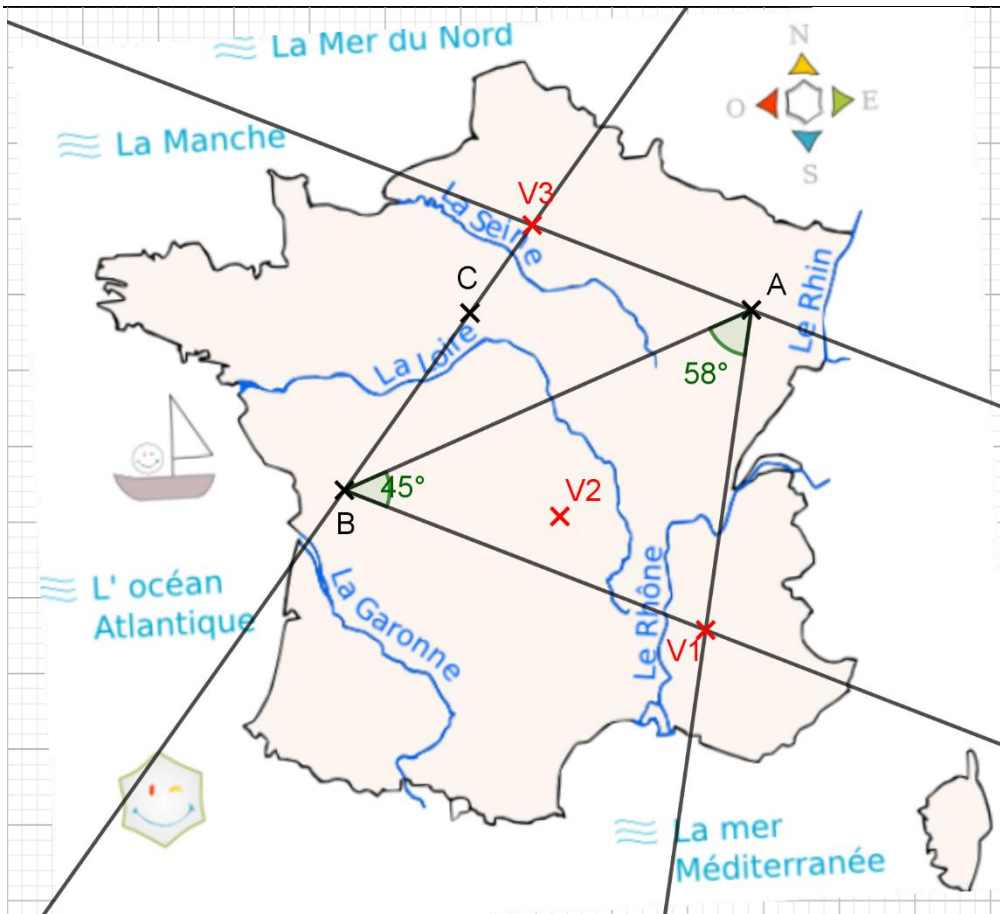 La Mer du Nord
N
O
E
S
La Manche
V3
La Seine
C
A
Le Rhin
La Loire
58°
45°
V2
B
L' océan
Atlantique
La Garonne
Le Rhône
V1
La mer
Méditerranée